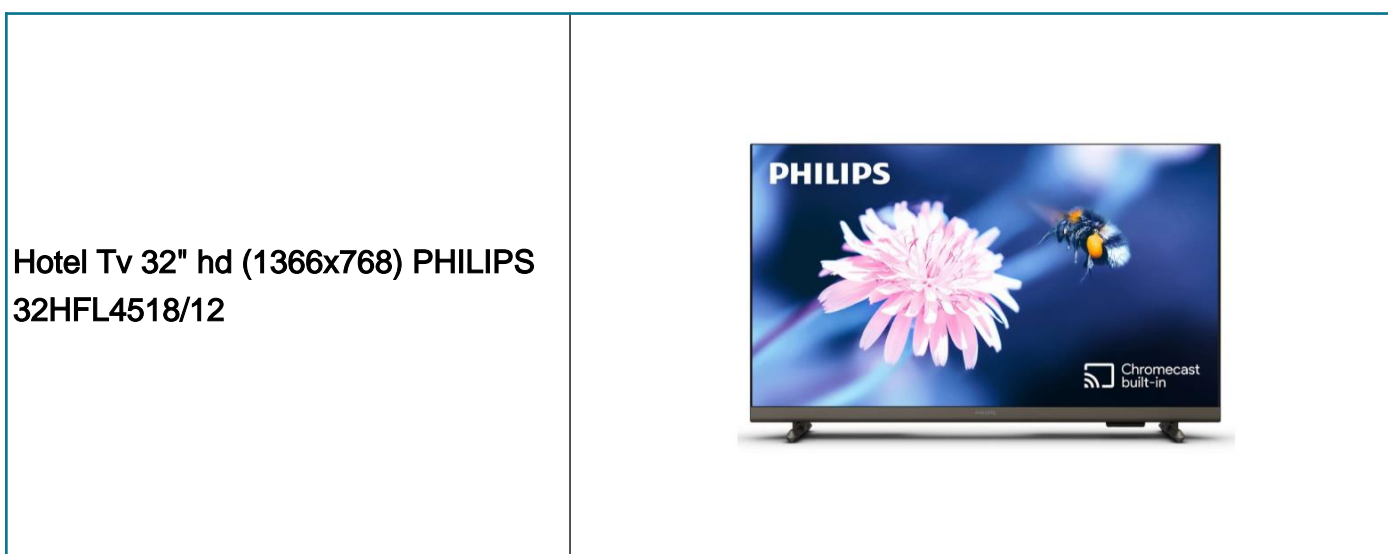 Hotel Tv 32" hd (1366x768) PHILIPS
32HFL4518/12
PHILIPS
Chromecast
built-in